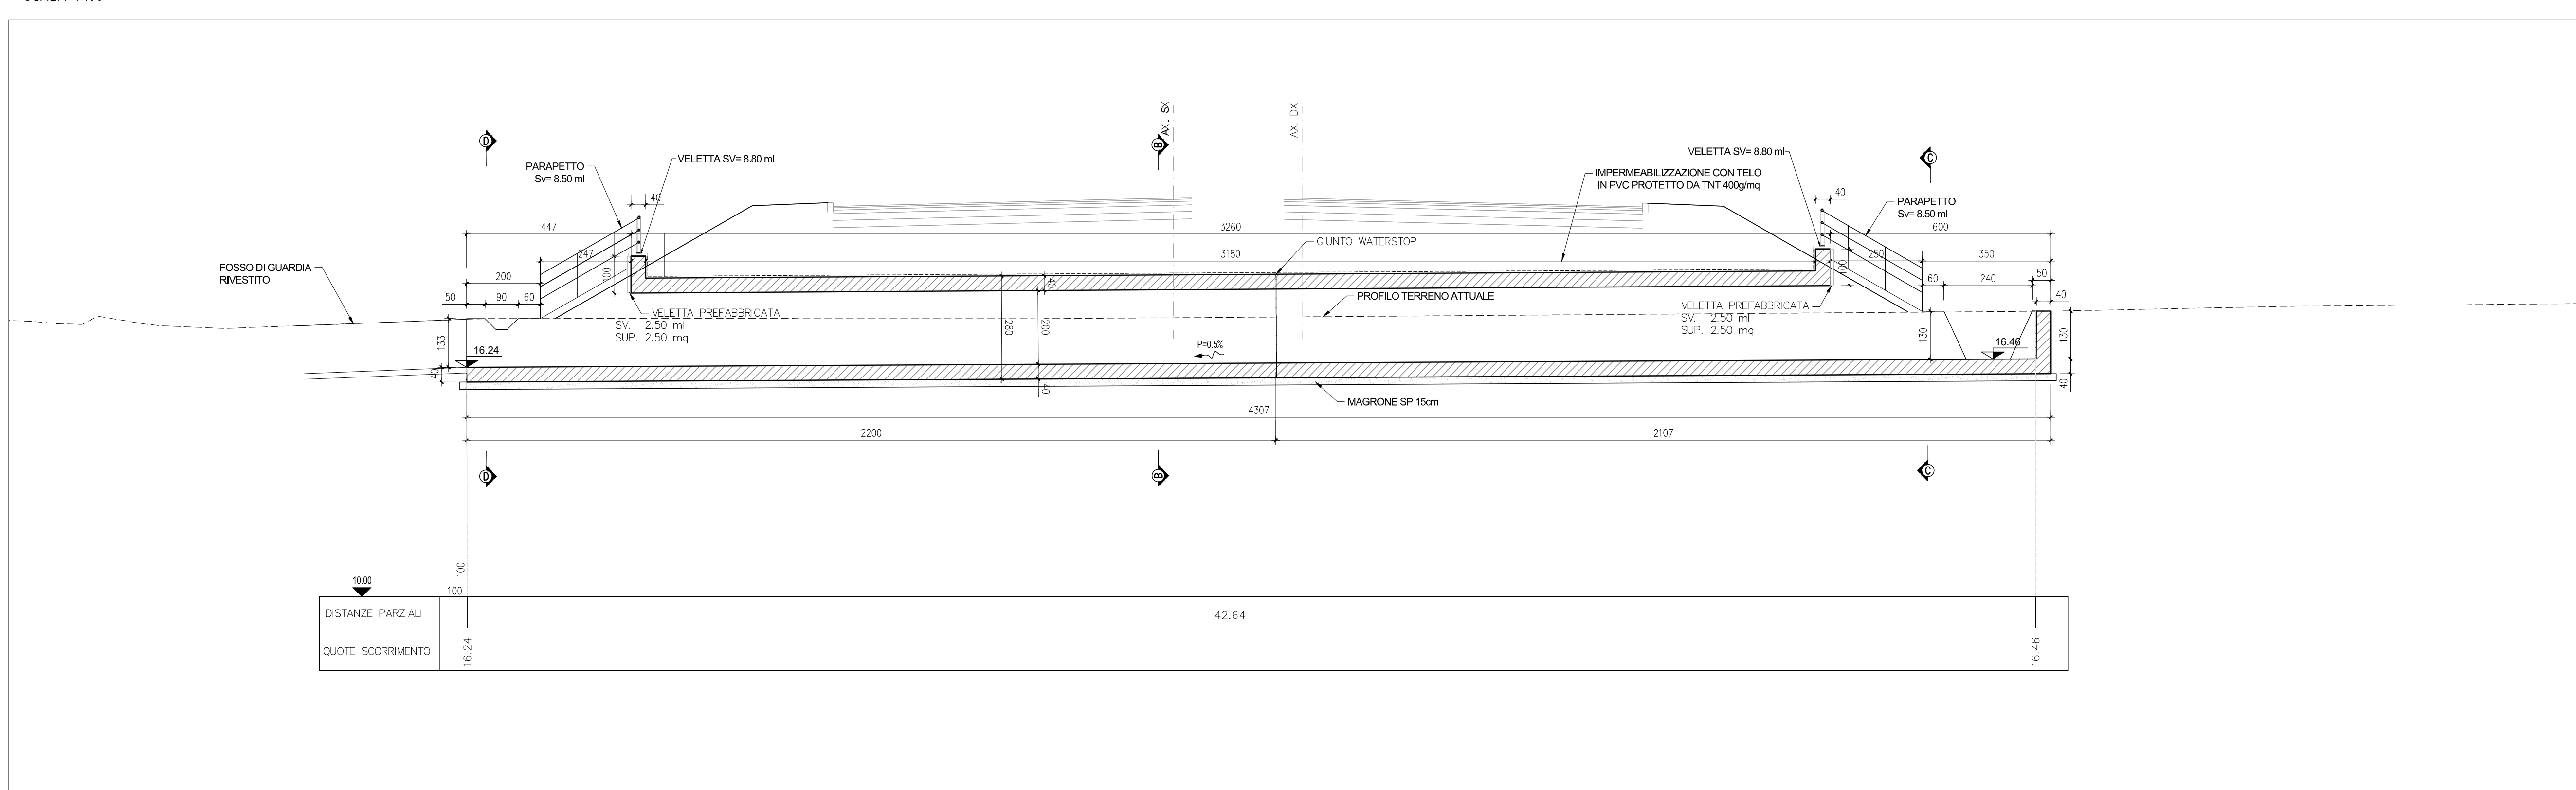 AX. SX
AX. DX
D
B
C
PARAPETTO
Sv= 8.50 ml
VELETTA SV= 8.80 ml
VELETTA SV= 8.80 ml
IMPERMEABILIZZAZIONE CON TELO
IN PVC PROTETTO DA TNT 400g/mq
PARAPETTO
Sv= 8.50 ml
40
40
447
3260
600
GIUNTO WATERSTOP
247
3180
250
350
FOSSO DI GUARDIA
RIVESTITO
200
100
40
100
60
240
50
50
90
60
40
PROFILO TERRENO ATTUALE
VELETTA PREFABBRICATA
SV. 2.50 ml
SUP. 2.50 mq
VELETTA PREFABBRICATA
SV. 2.50 ml
SUP. 2.50 mq
280
200
133
130
130
P=0.5%
16.24
16.46
40
40
40
MAGRONE SP 15cm
4307
2200
2107
D
B
C
100
10.00
100
DISTANZE PARZIALI
42.64
QUOTE SCORRIMENTO
16.24
16.46